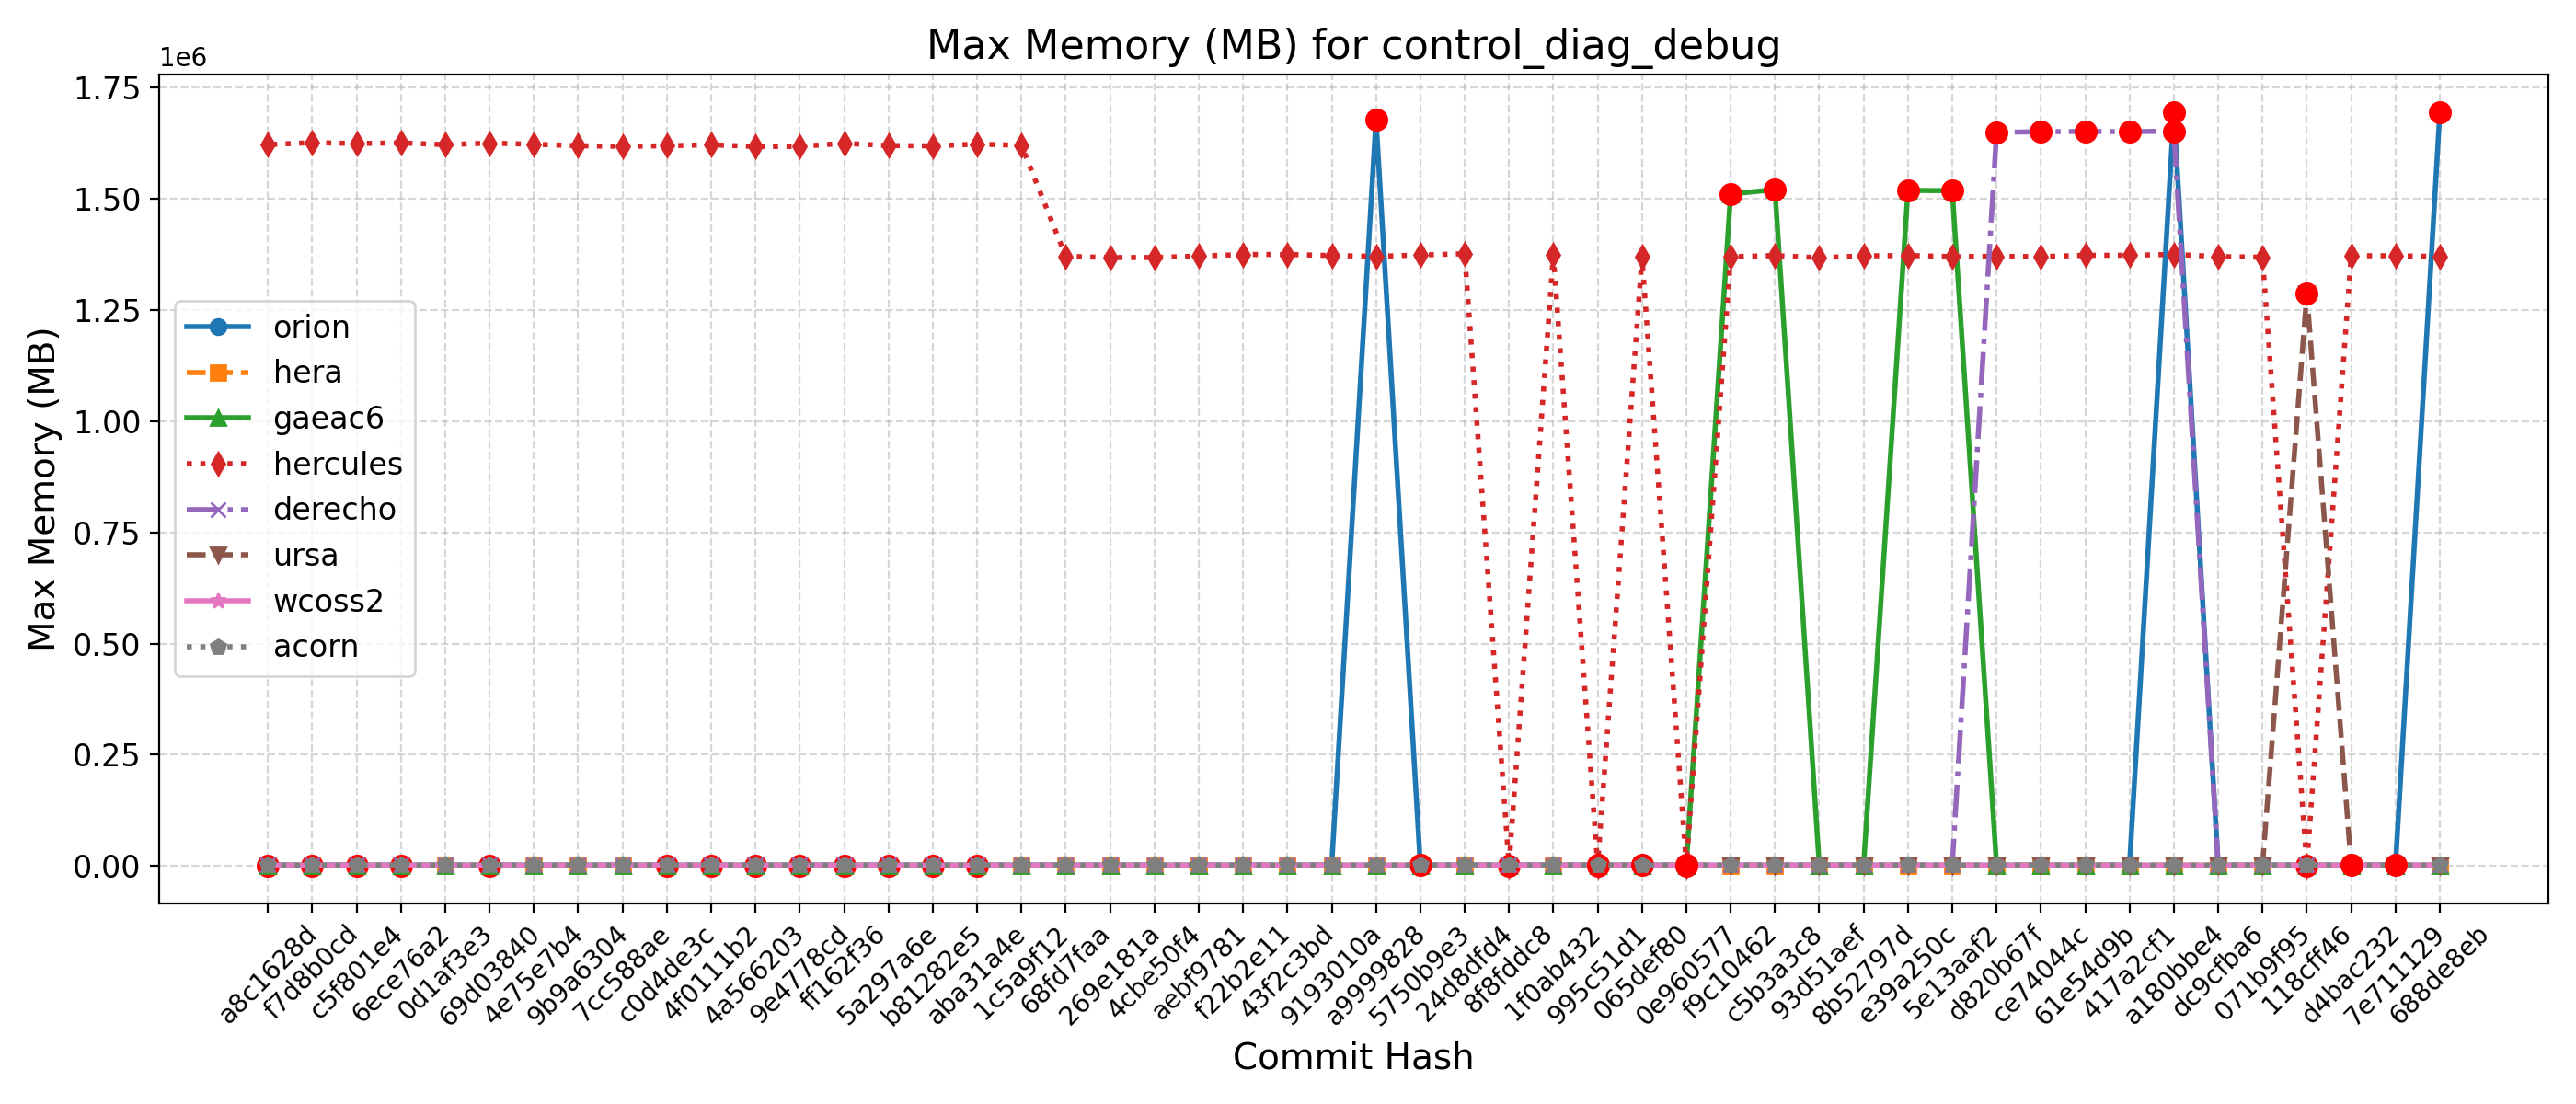 Max Memory (MB) for control_diag_debug
1e6
1.75
1.50
1.25
1.00
0.75
0.50
0.25
0.00
Max Memory (MB)
orion
hera
gaeac6
hercules
derecho
ursa
wcoss2
acorn
a8c1628d
f7d8b0cd
c5f801e4
6ece76a2
0d1af3e3
69d03840
4e75e7b4
9b9a6304
7cc588ae
c0d4de3c
4f0111b2
4a566203
9e4778cd
ff162f36
5a297a6e
b81282e5
aba31a4e
1c5a9f12
68fd7faa
269e181a
4cbe50f4
aebf9781
f22b2e11
43f2c3bd
9193010a
a9999828
5750b9e3
24d8dfd4
8f8fddc8
1f0ab432
995c51d1
065def80
0e960577
f9c10462
c5b3a3c8
93d51aef
8b52797d
e39a250c
5e13aaf2
d820b67f
ce74044c
61e54d9b
417a2cf1
a180bbe4
dc9cfba6
071b9f95
118cff46
d4bac232
7e711129
688de8eb
Commit Hash